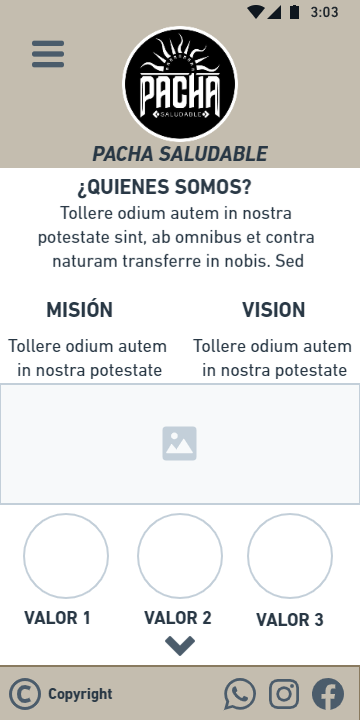 3:03
PACHA
SALUDABLE
PACHA SALUDABLE
¿QUIENES SOMOS?
Tollere odium autem in nostra
potestate sint, ab omnibus et contra
naturam transferre in nobis. Sed
MISIÓN
VISION
Tollere odium autem
in nostra potestate
Tollere odium autem
in nostra potestate
VALOR 1
VALOR 2
VALOR 3
© Copyright